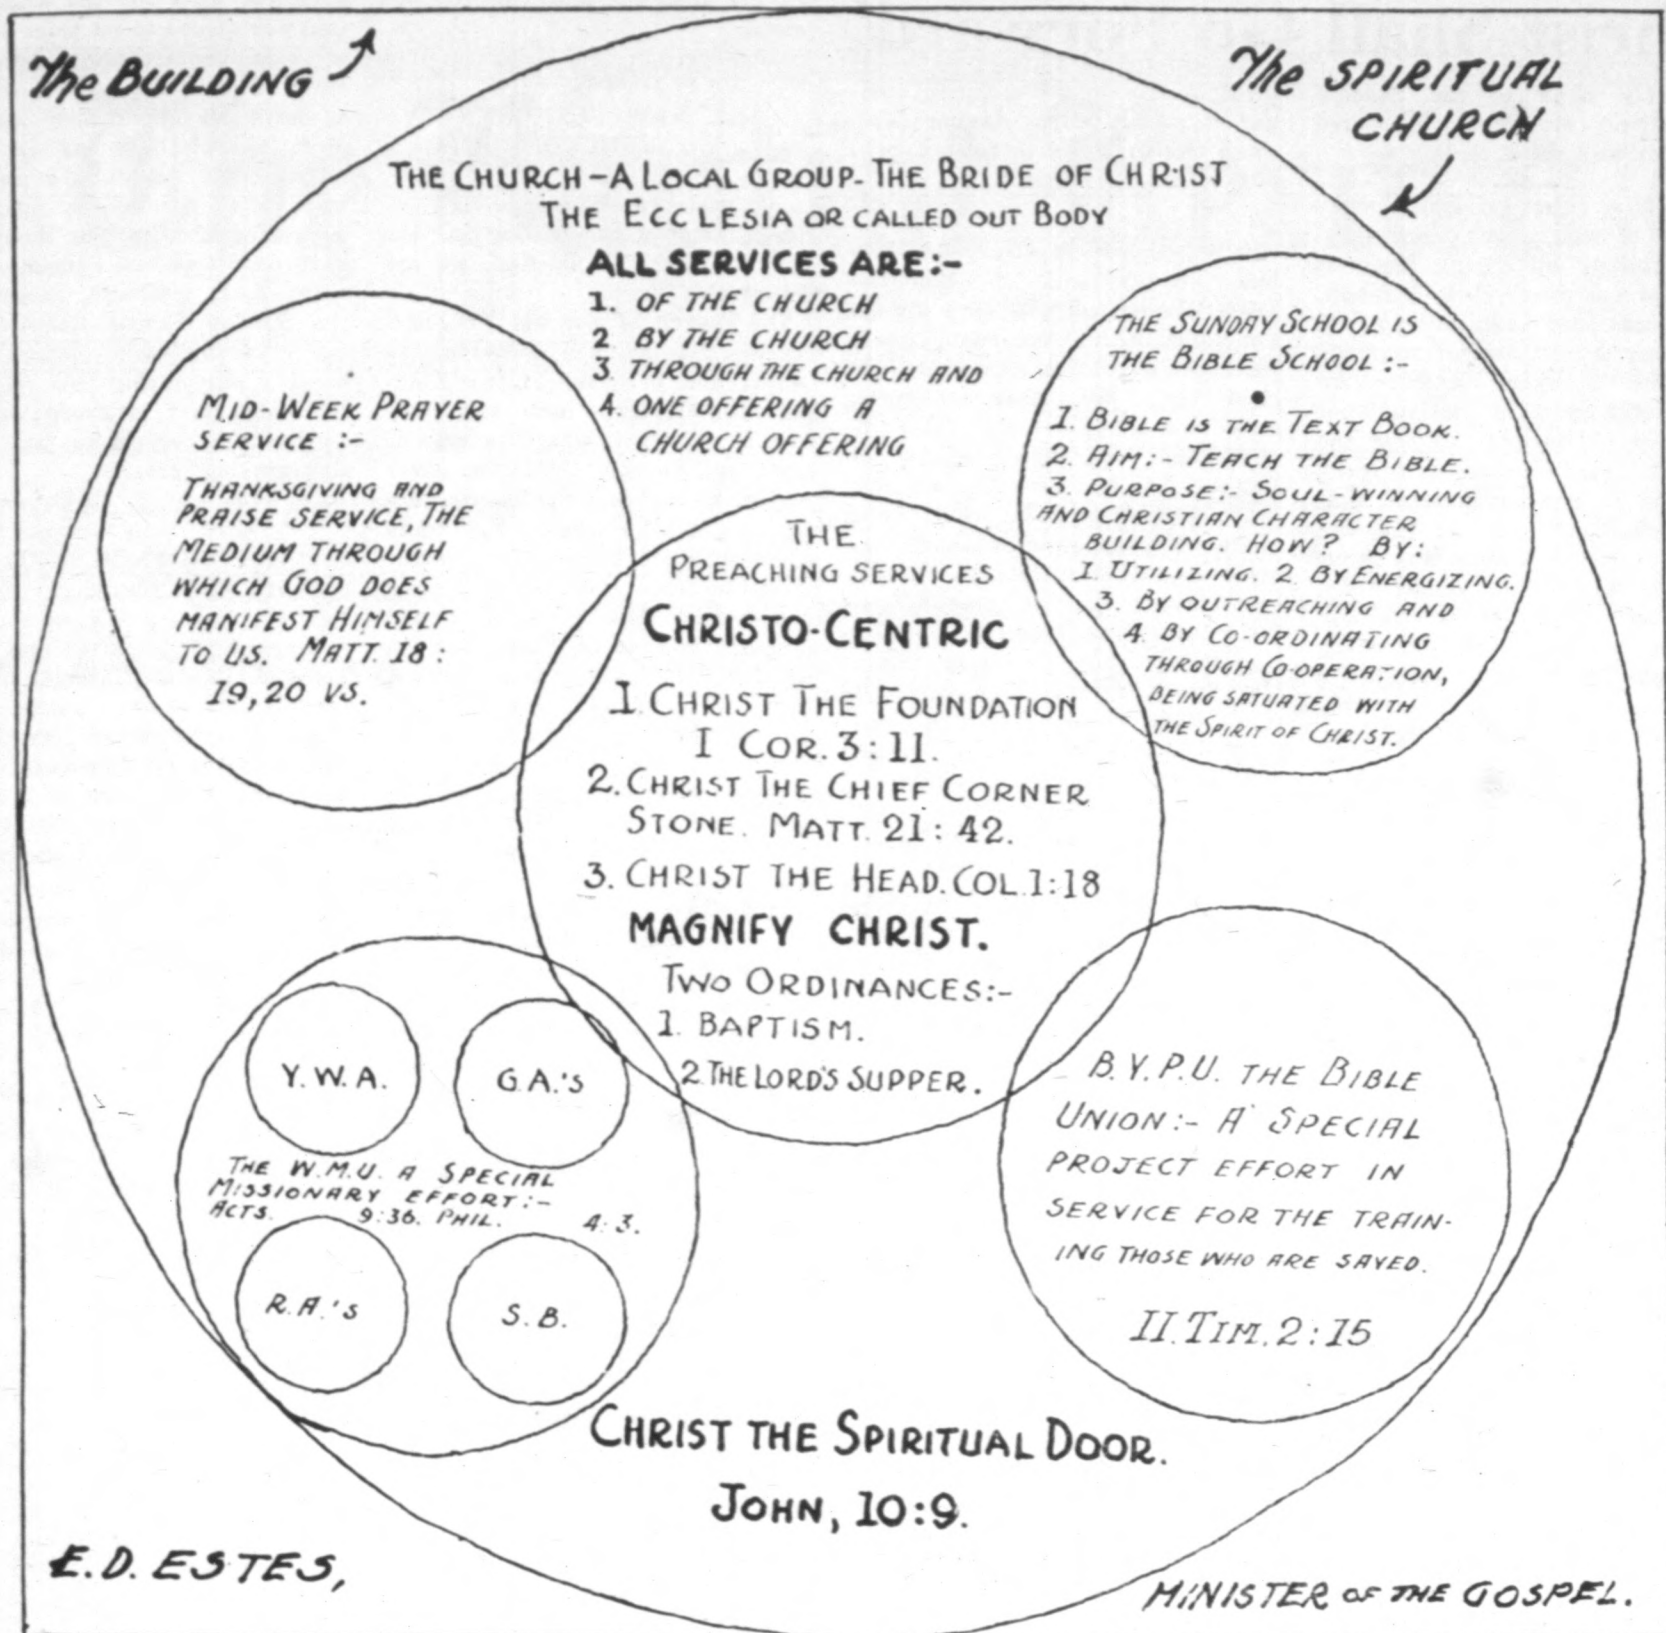 The BUILDING
The SPIRITUAL
CHURCH
THE CHURCH - A LOCAL GROUP - THE BRIDE OF CHRIST
THE ECCLESIA OR CALLED OUT BODY
ALL SERVICES ARE:-
1. OF THE CHURCH
2 BY THE CHURCH
3. THROUGH THE CHURCH AND
4. ONE OFFERING A
CHURCH OFFERING
MID-WEEK PRAYER
SERVICE :-
THANKSGIVING AND
PRAISE SERVICE, THE
MEDIUM THROUGH
WHICH GOD DOES
MANIFEST HIMSELF
TO US. MATT. 18:
19,20 VS.
THE SUNDAY SCHOOL IS
THE BIBLE SCHOOL :-
1. BIBLE IS THE TEXT BOOK.
2. AIM:- TEACH THE BIBLE.
3. PURPOSE:- SOUL-WINNING
AND CHRISTIAN CHARACTER
BUILDING. HOW? BY:
1. UTILIZING. 2. BY ENERGIZING.
3. BY OUTREACHING AND
4. BY CO-ORDINATING
THROUGH CO-OPERATION,
BEING SATURATED WITH
THE SPIRIT OF CHRIST.
THE
PREACHING SERVICES
CHRISTO-CENTRIC
1. CHRIST THE FOUNDATION
I COR. 3:11.
2. CHRIST THE CHIEF CORNER
STONE. MATT. 21:42.
3. CHRIST THE HEAD. COL. 1:18
MAGNIFY CHRIST.
TWO ORDINANCES:-
1. BAPTISM.
2 THE LORD'S SUPPER.
Y.W.A.
G.A.'S
THE W.M.U. A SPECIAL
MISSIONARY EFFORT:-
ACTS. 9:36. PHIL. 4:3.
R.A.'S
S.B.
B.Y.P.U. THE BIBLE
UNION:- A SPECIAL
PROJECT EFFORT IN
SERVICE FOR THE TRAIN-
ING THOSE WHO ARE SAVED.
II. TIM. 2:15
CHRIST THE SPIRITUAL DOOR.
JOHN, 10:9.
E.D. ESTES,
MINISTER OF THE GOSPEL.